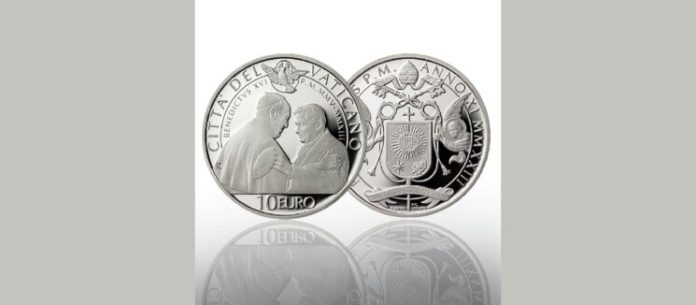 CITTÀ DEL VATICANO
BENEDICTVS XVI
10 EURO
P.M. ANNO XI MMXXIII